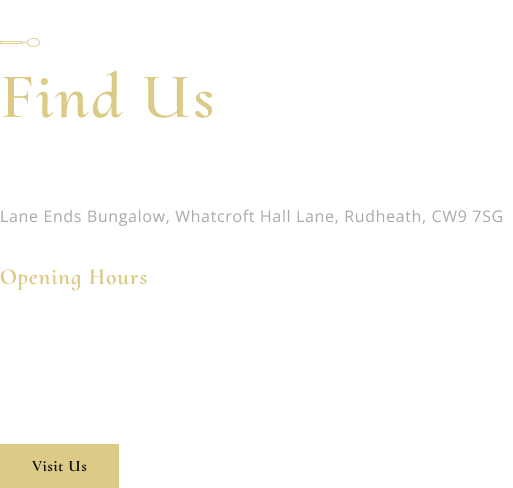 Find Us
Lane Ends Bungalow, Whatcroft Hall Lane, Rudheath, CW9 7SG
Opening Hours
Visit Us